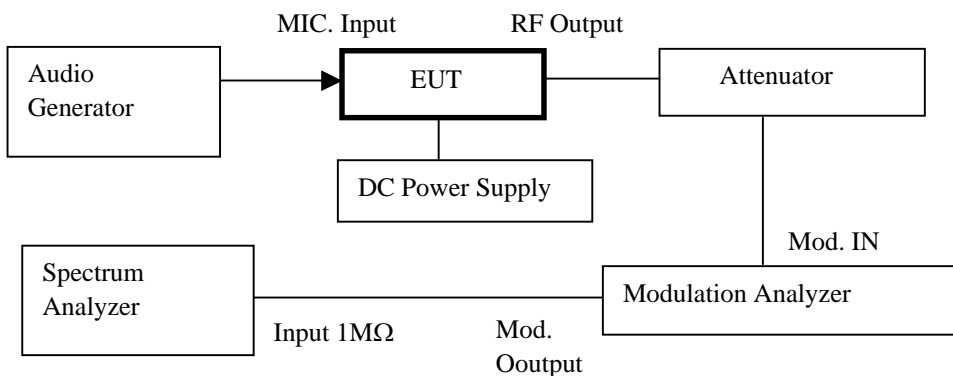 MIC. Input
RF Output
Audio
Generator
EUT
Attenuator
DC Power Supply
Mod. IN
Spectrum
Analyzer
Modulation Analyzer
Input 1MΩ
Mod.
Ooutput